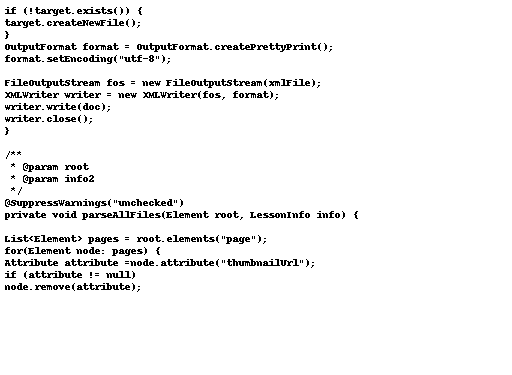 if (!target.exists()) {
target.createNewFile();
}
OutputFormat format = OutputFormat.createPrettyPrint();
format.setEncoding("utf-8");

FileOutputStream fos = new FileOutputStream(xmlFile);
XMLWriter writer = new XMLWriter(fos, format);
writer.write(doc);
writer.close();
}

/**
 * @param root
 * @param info2
 */
@SuppressWarnings("unchecked")
private void parseAllFiles(Element root, LessonInfo info) {

List<Element> pages = root.elements("page");
for(Element node: pages) {
Attribute attribute =node.attribute("thumbnailUrl");
if (attribute != null)
node.remove(attribute);